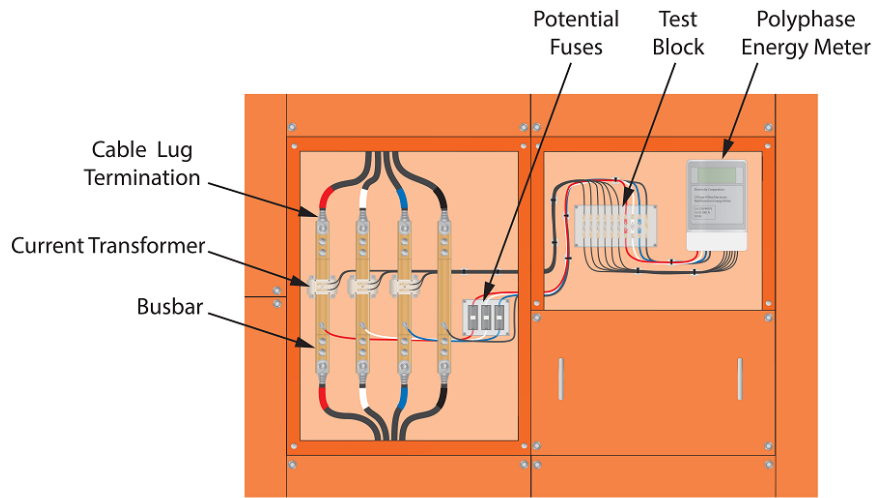 Potential
Fuses
Test
Block
Polyphase
Energy Meter
Cable Lug
Termination
Current Transformer
Busbar